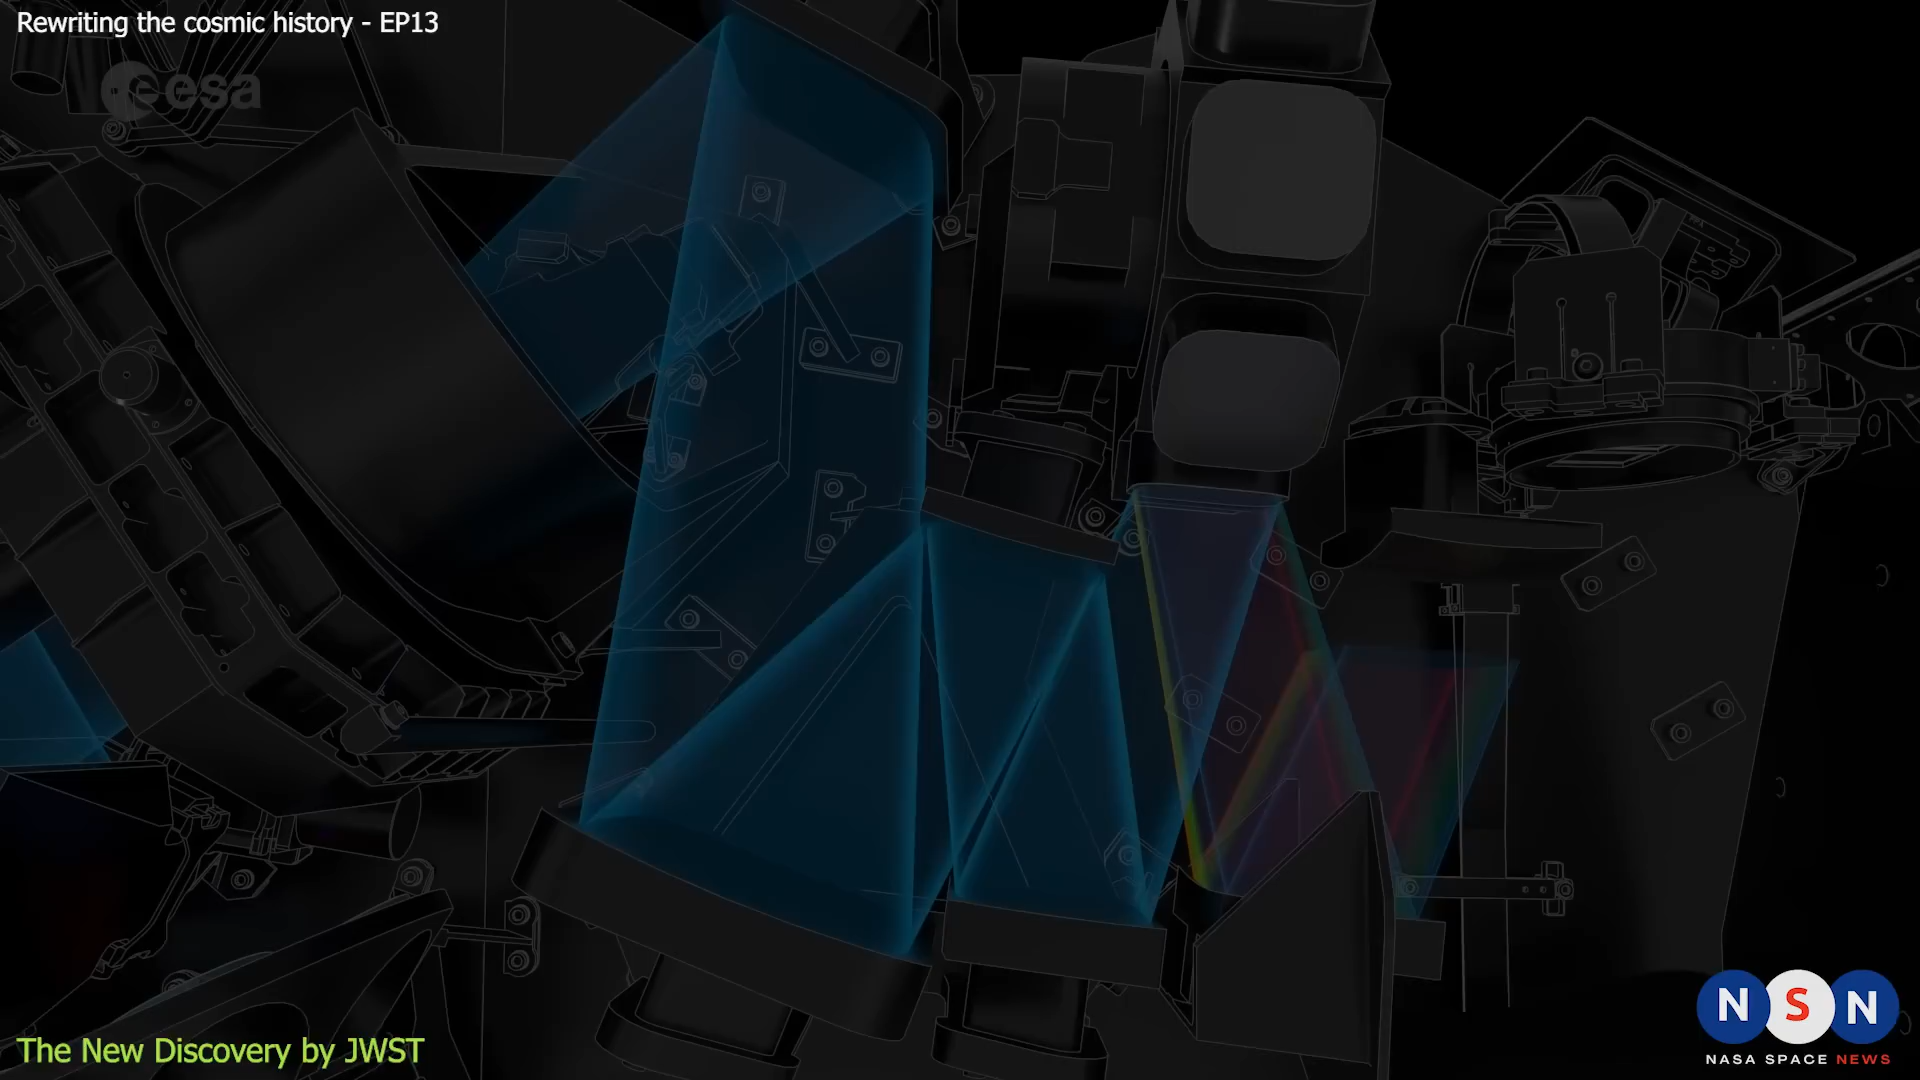 Rewriting the cosmic history - EP13
esa
The New Discovery by JWST
N S N
NASA SPACE NEWS